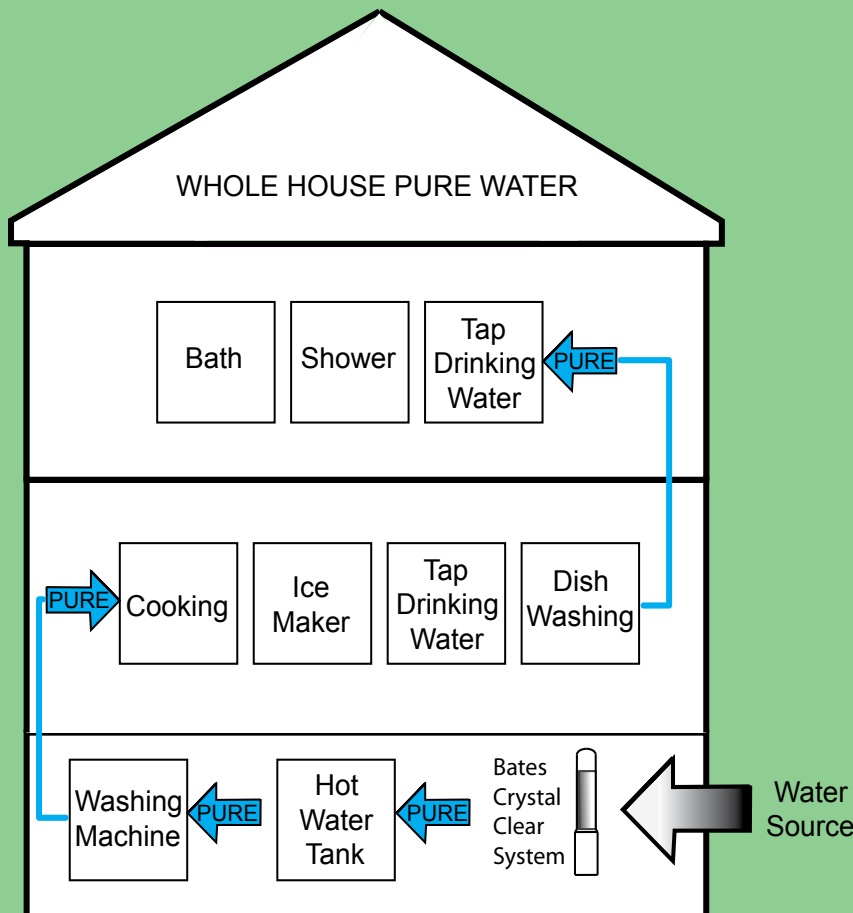 WHOLE HOUSE PURE WATER
Bath
Shower
Tap
Drinking
Water
PURE
PURE
Cooking
Ice
Maker
Tap
Drinking
Water
Dish
Washing
Washing
Machine
PURE
Hot
Water
Tank
PURE
Bates
Crystal
Clear
System
Water
Source